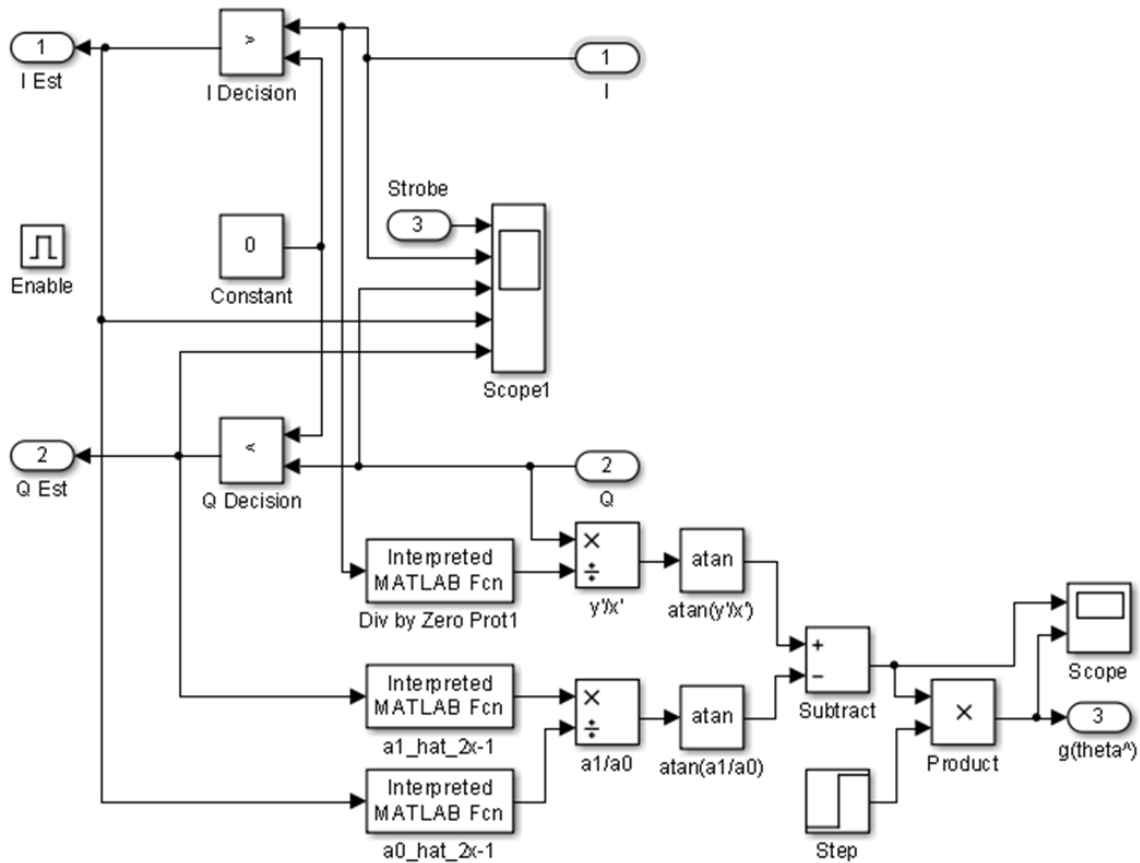 1
I Est
>
I Decision
1
I
Strobe
3
Enable
0
Constant
Scope1
2
Q Est
<
Q Decision
2
Q
Interpreted
MATLAB Fcn
Div by Zero Prot1
×
÷
y'/x'
atan
atan(y'/x')
Interpreted
MATLAB Fcn
a1_hat_2x-1
×
÷
a1/a0
atan
atan(a1/a0)
+
−
Subtract
Scope
×
Product
3
g(theta^)
Interpreted
MATLAB Fcn
a0_hat_2x-1
Step